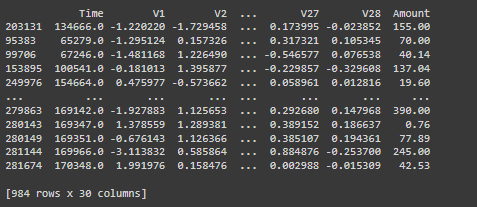 Time V1 V2 ... V27 V28 Amount
203131 134666.0 -1.220220 -1.729458 ... 0.173995 -0.023852 155.00
95383 65279.0 -1.295124 0.157326 ... 0.317321 0.105345 70.00
99706 67246.0 -1.481168 1.226490 ... -0.546577 0.076538 40.14
153895 100541.0 -0.181013 1.395877 ... -0.229857 -0.329608 137.04
249976 154664.0 0.475977 -0.573662 ... 0.058961 0.012816 19.60
... ... ... ... ... ... ... ...
279863 169142.0 -1.927883 1.125653 ... 0.292680 0.147968 390.00
280143 169347.0 1.378559 1.289381 ... 0.389152 0.186637 0.76
280149 169351.0 -0.676143 1.126366 ... 0.385107 0.194361 77.89
281144 169966.0 -3.113832 0.585864 ... 0.884876 -0.253700 245.00
281674 170348.0 1.991976 0.158476 ... 0.002988 -0.015309 42.53
[984 rows x 30 columns]